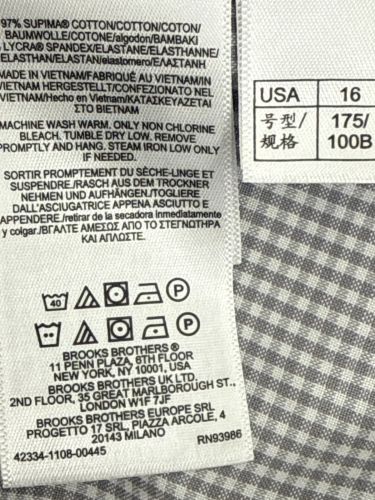 97% SUPIMA® COTTON/COTTON/COTON/
BAUMWOLLE/COTONE/algodon/BAMBAKI
LYCRA® SPANDEX/ELASTANE/ELASTHANNE/
ELASTHAN/ELASTAN/elastomero/ΕΛΑΣΤΑΝΗ
MADE IN VIETNAM/FABRIQUÉ AU VIETNAM/IN
VIETNAM HERGESTELLT/CONFEZIONATO NEL
VIETNAM/Hecho en Vietnam/ΚΑΤΑΣΚΕΥΑΖΕΤΑΙ
ΣΤΟ ΒΙΕΤΝΑΜ
MACHINE WASH WARM. ONLY NON CHLORINE
BLEACH. TUMBLE DRY LOW. REMOVE
PROMPTLY AND HANG. STEAM IRON LOW ONLY
IF NEEDED.
SORTIR PROMPTEMENT DU SÈCHE-LINGE ET
SUSPENDRE./RASCH AUS DEM TROCKNER
NEHMEN UND AUFHÄNGEN./TOGLIERE
DALL'ASCIUGATRICE APPENA ASCIUTTO E
APPENDERE./retirar de la secadora inmediatamente
y colgar./ΒΓΑΛΤΕ ΑΜΕΣΩΣ ΑΠΟ ΤΟ ΣΤΕΓΝΩΤΗΡΑ
ΚΑΙ ΑΠΛΩΣΤΕ.
40 P
P
BROOKS BROTHERS ®
11 PENN PLAZA, 6TH FLOOR
NEW YORK, NY 10001, USA
BROOKS BROTHERS UK LTD.
2ND FLOOR, 35 GREAT MARLBOROUGH ST.,
LONDON W1F 7JF
BROOKS BROTHERS EUROPE SRL
PROGETTO 17 SRL, PIAZZA ARCOLE, 4
20143 MILANO
RN93986
42334-1108-00445
USA 16
号型/ 175/
规格 100B